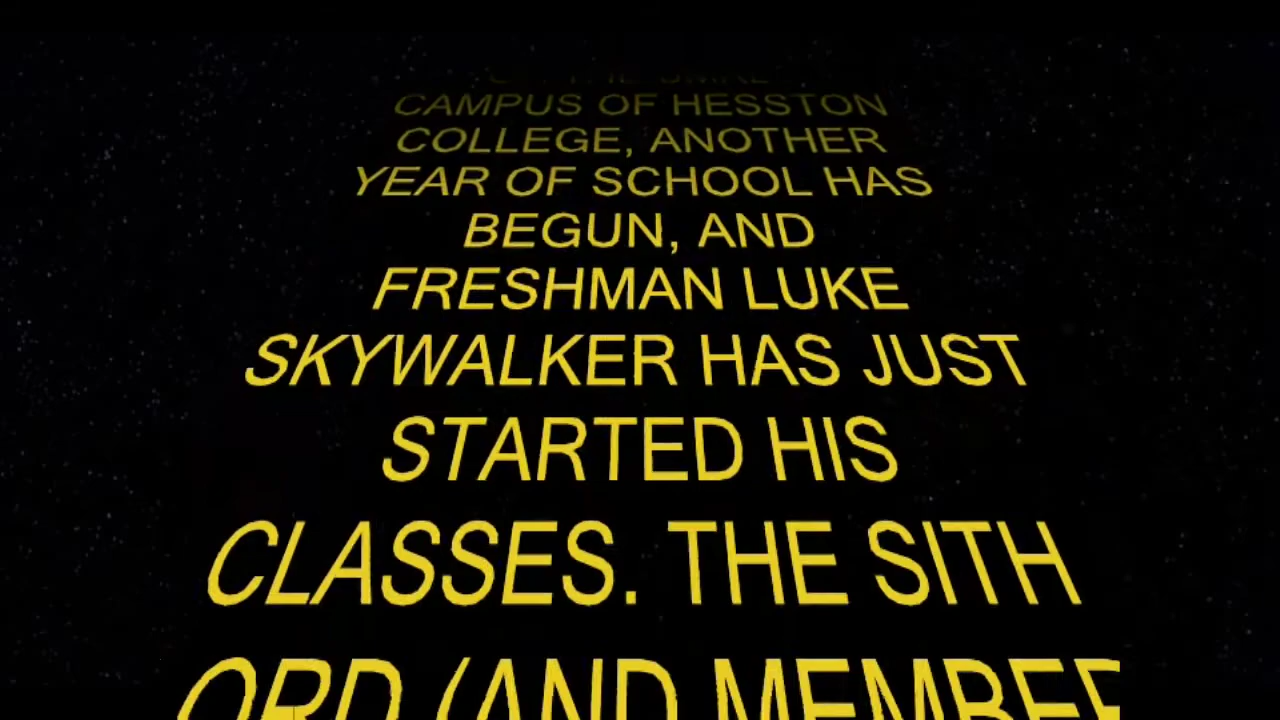 CAMPUS OF HESSTON
COLLEGE, ANOTHER
YEAR OF SCHOOL HAS
BEGUN, AND
FRESHMAN LUKE
SKYWALKER HAS JUST
STARTED HIS
CLASSES. THE SITH
(AND